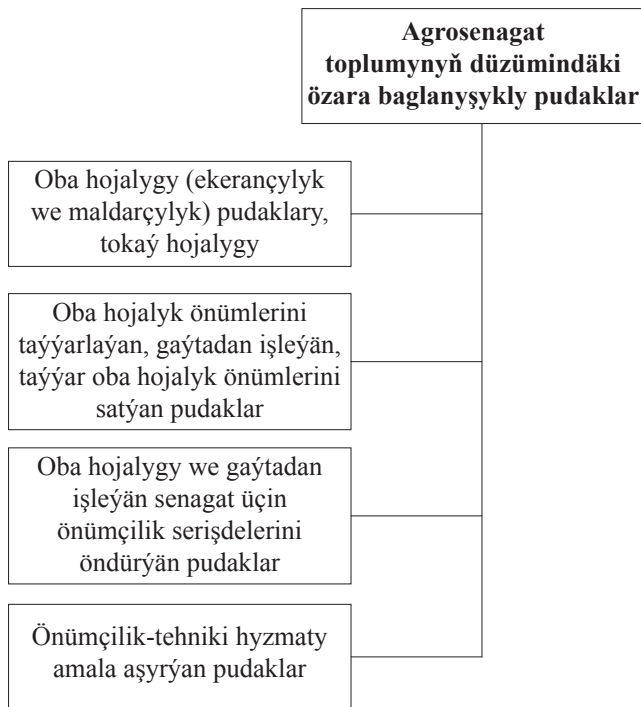 Agrosenagat
toplumynyň düzümindäki
özara baglanyşykly pudaklar
Oba hojalygy (ekerançylyk
we maldarçylyk) pudaklary,
tokaý hojalygy
Oba hojalyk önümlerini
taýýarlaýan, gaýtadan işleýän,
taýýar oba hojalyk önümlerini
satýan pudaklar
Oba hojalygy we gaýtadan
işleýän senagat üçin
önümçilik serişdelerini
öndürýän pudaklar
Önümçilik-tehniki hyzmaty
amala aşyrýan pudaklar